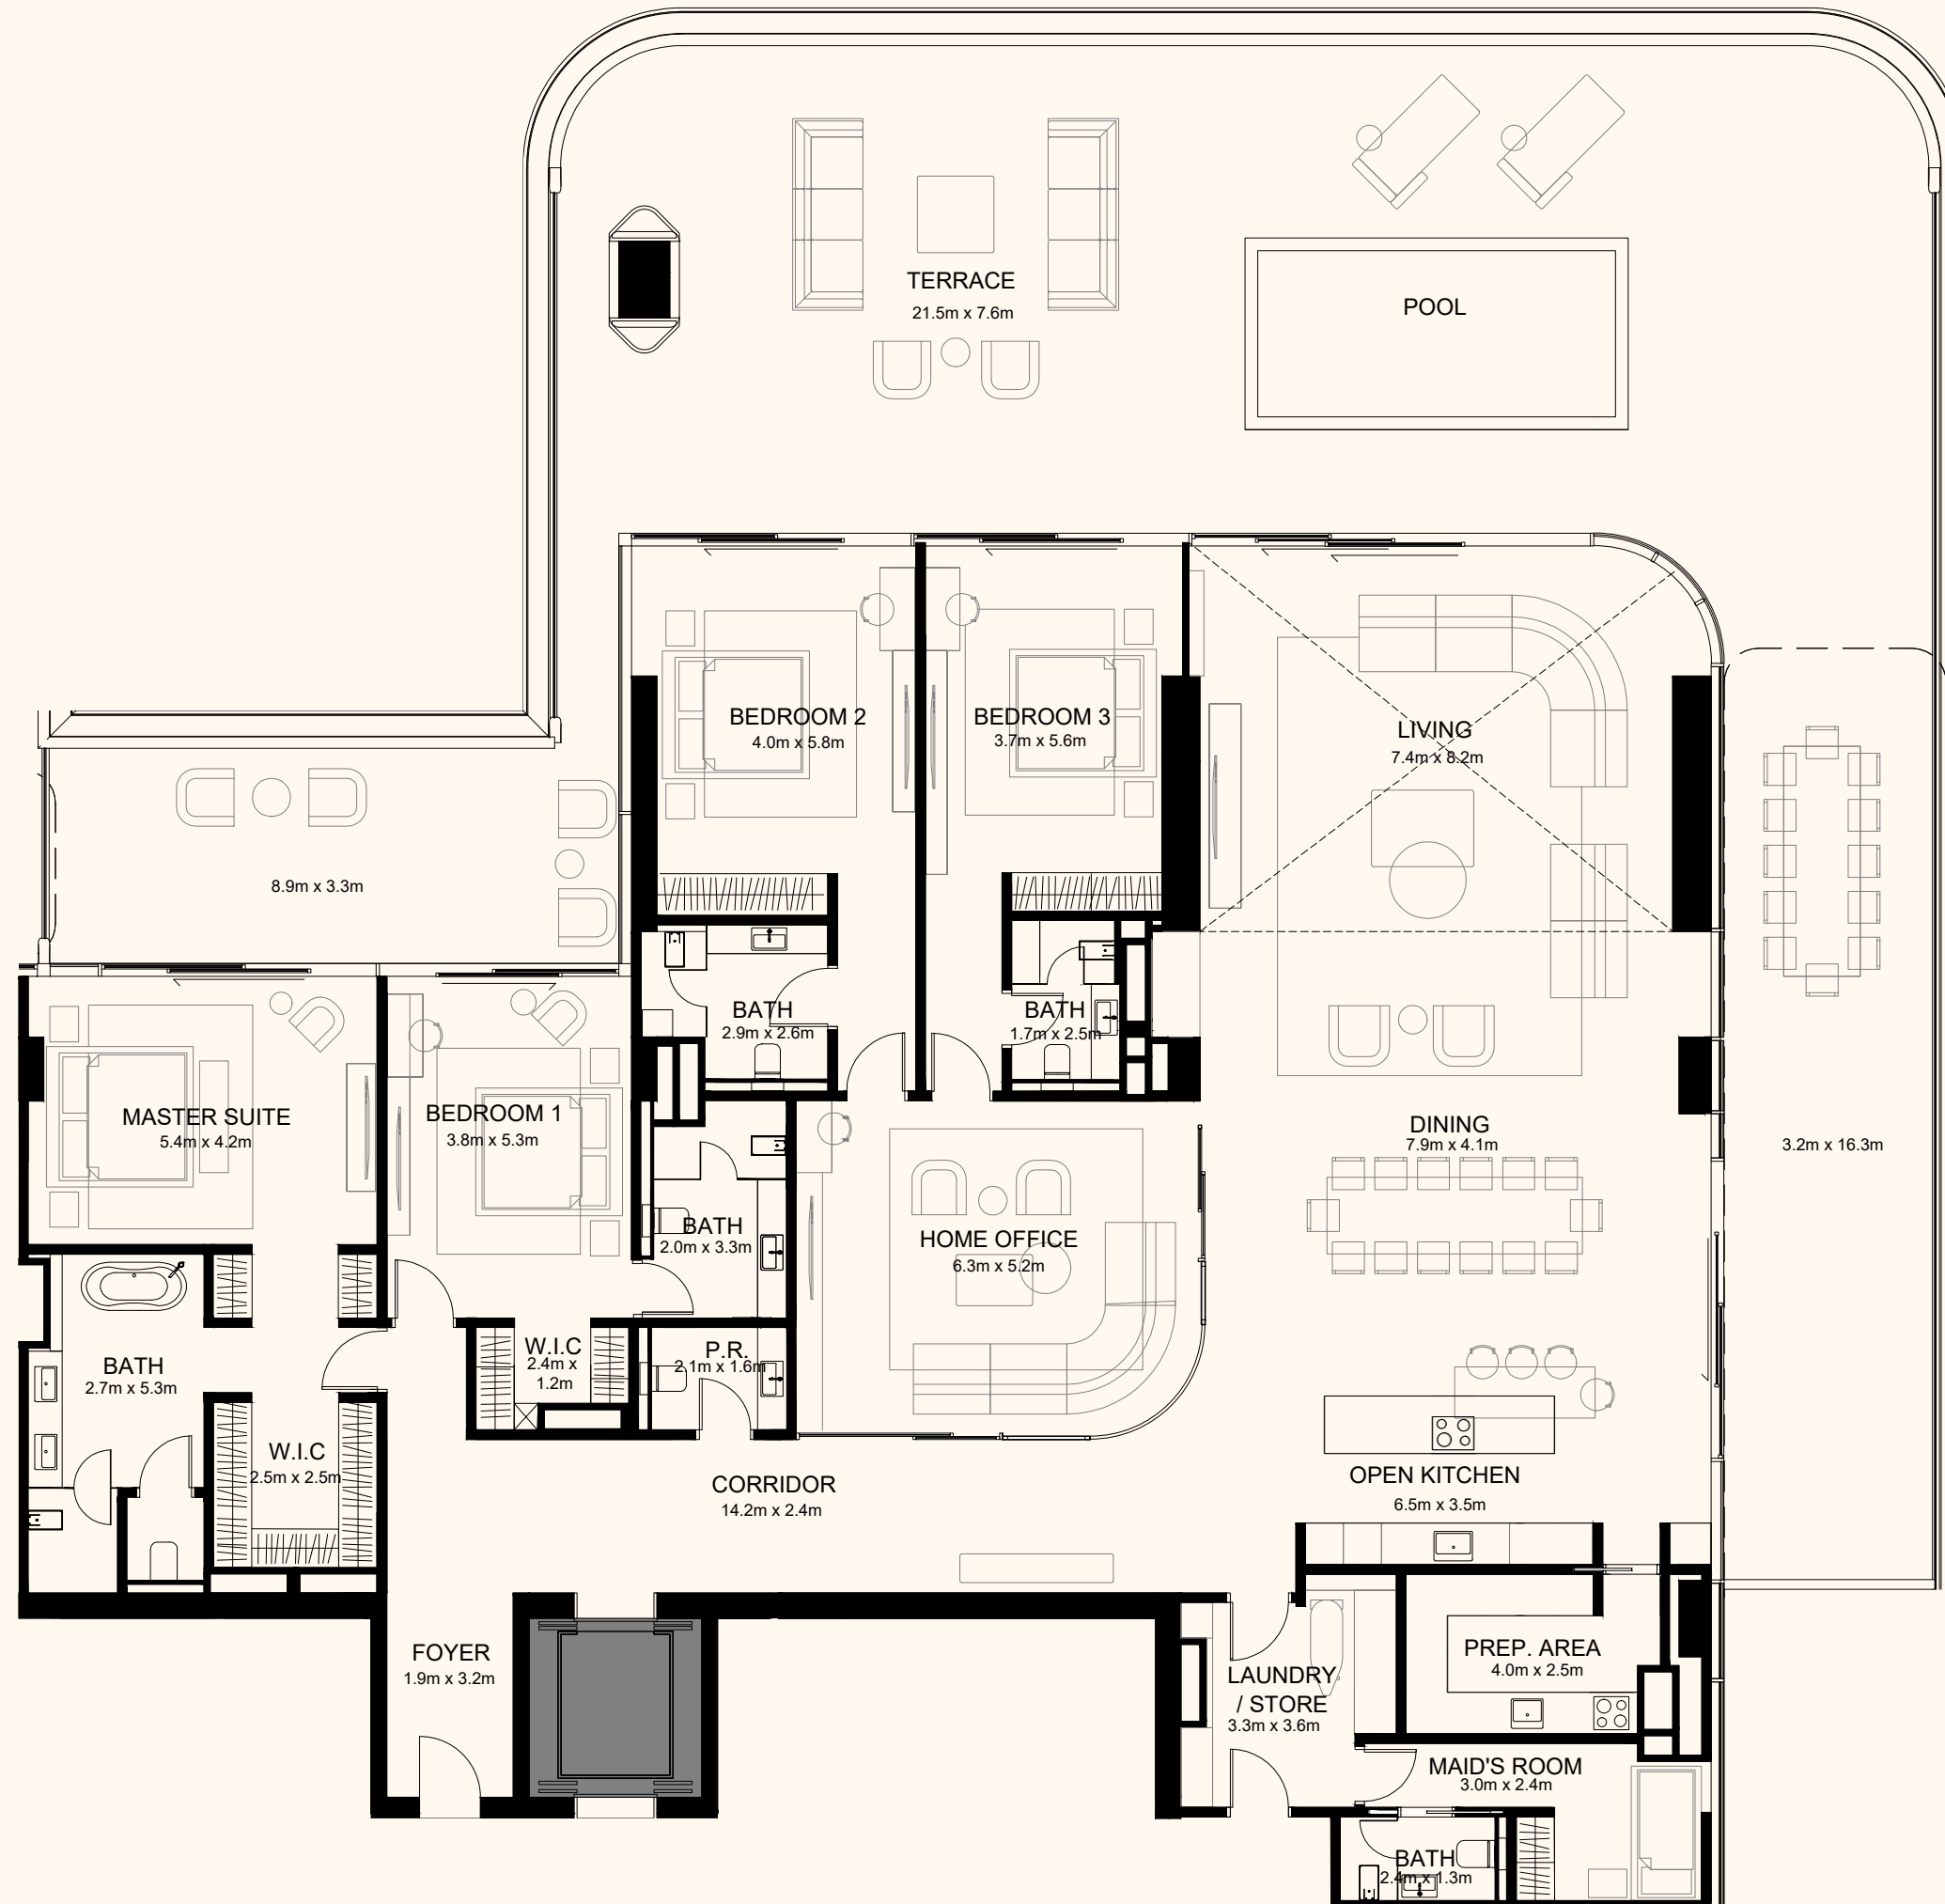 TERRACE
21.5m x 7.6m
POOL
BEDROOM 2
4.0m x 5.8m
BEDROOM 3
3.7m x 5.6m
LIVING
7.4m x 8.2m
8.9m x 3.3m
BATH
2.9m x 2.6m
BATH
1.7m x 2.5m
MASTER SUITE
5.4m x 4.2m
BEDROOM 1
3.8m x 5.3m
DINING
7.9m x 4.1m
3.2m x 16.3m
BATH
2.0m x 3.3m
HOME OFFICE
6.3m x 5.2m
BATH
2.7m x 5.3m
W.I.C
2.4m x
1.2m
P.R.
2.1m x 1.6m
W.I.C
2.5m x 2.5m
CORRIDOR
14.2m x 2.4m
OPEN KITCHEN
6.5m x 3.5m
FOYER
1.9m x 3.2m
LAUNDRY
/ STORE
3.3m x 3.6m
PREP. AREA
4.0m x 2.5m
MAID'S ROOM
3.0m x 2.4m
BATH
2.4m x 1.3m